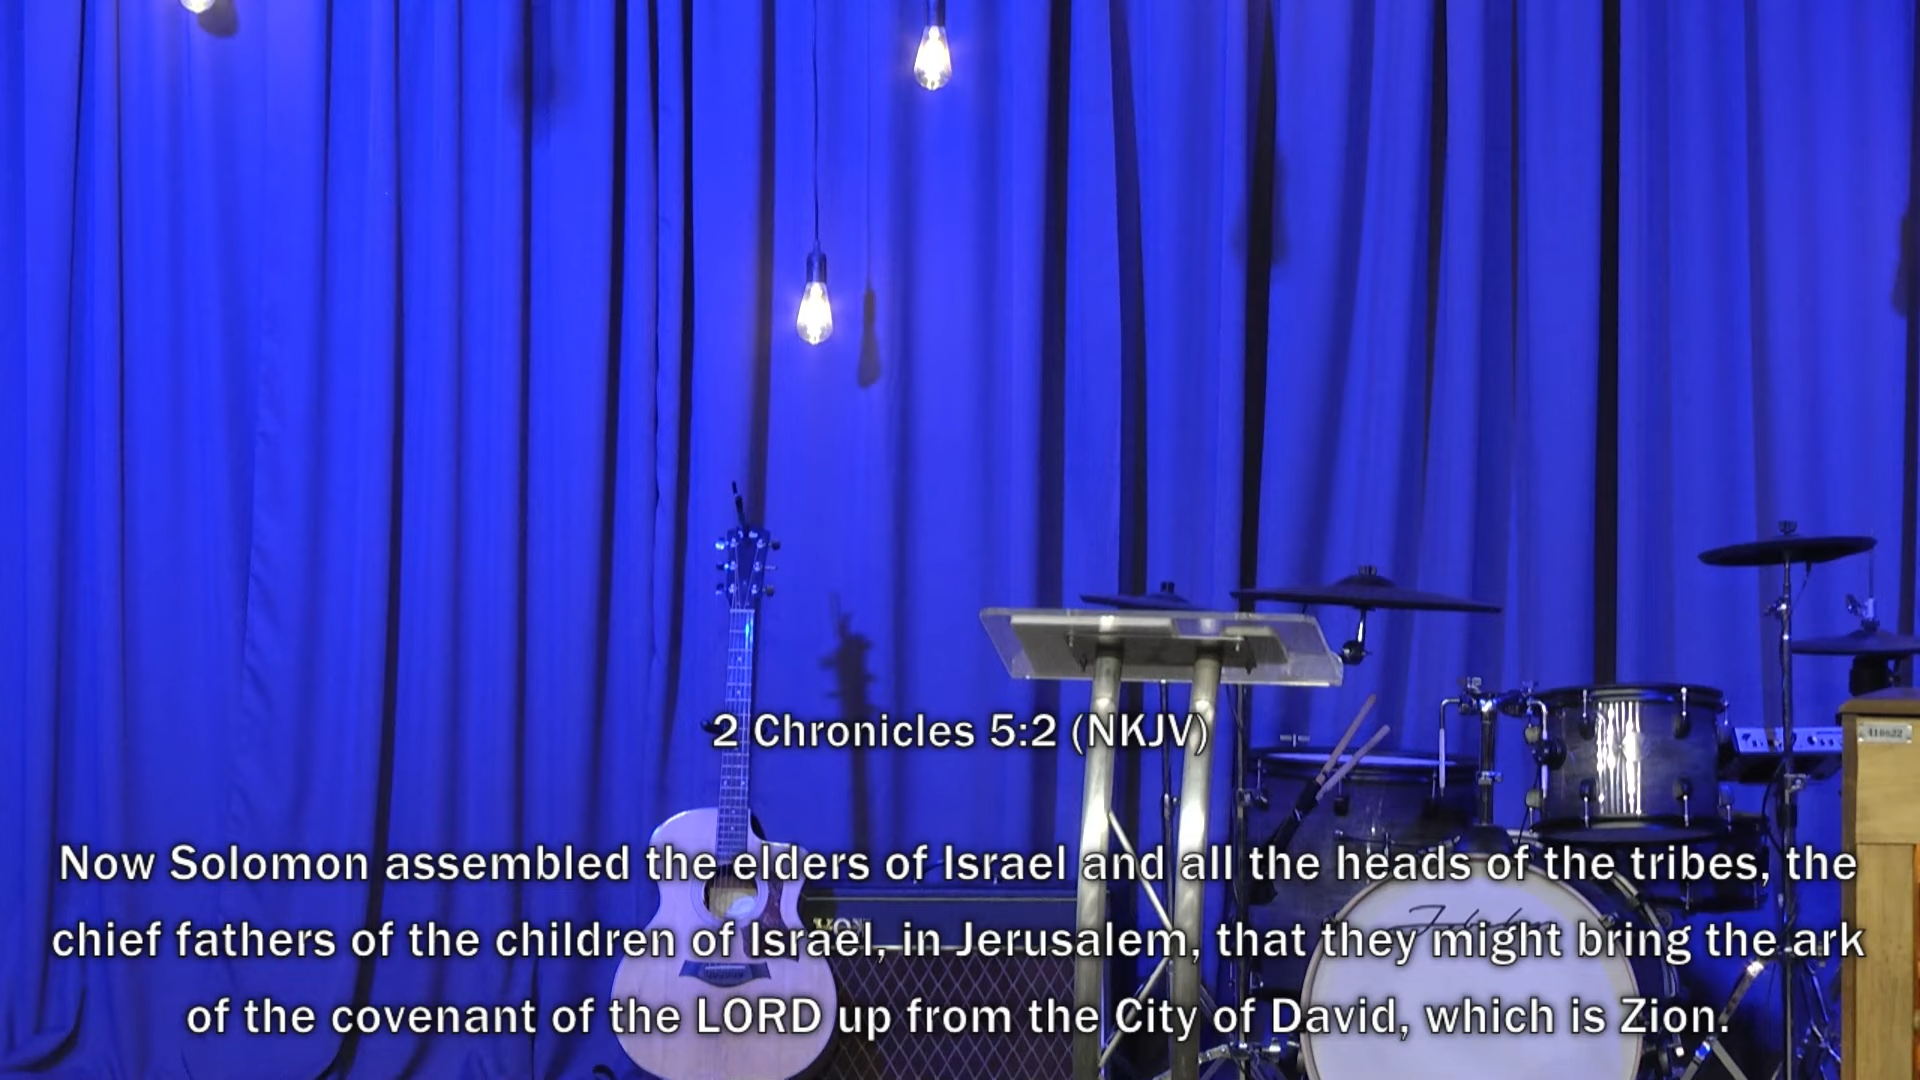 2 Chronicles 5:2 (NKJV)
Now Solomon assembled the elders of Israel and all the heads of the tribes, the
chief fathers of the children of Israel, in Jerusalem, that they might bring the ark
of the covenant of the LORD up from the City of David, which is Zion.